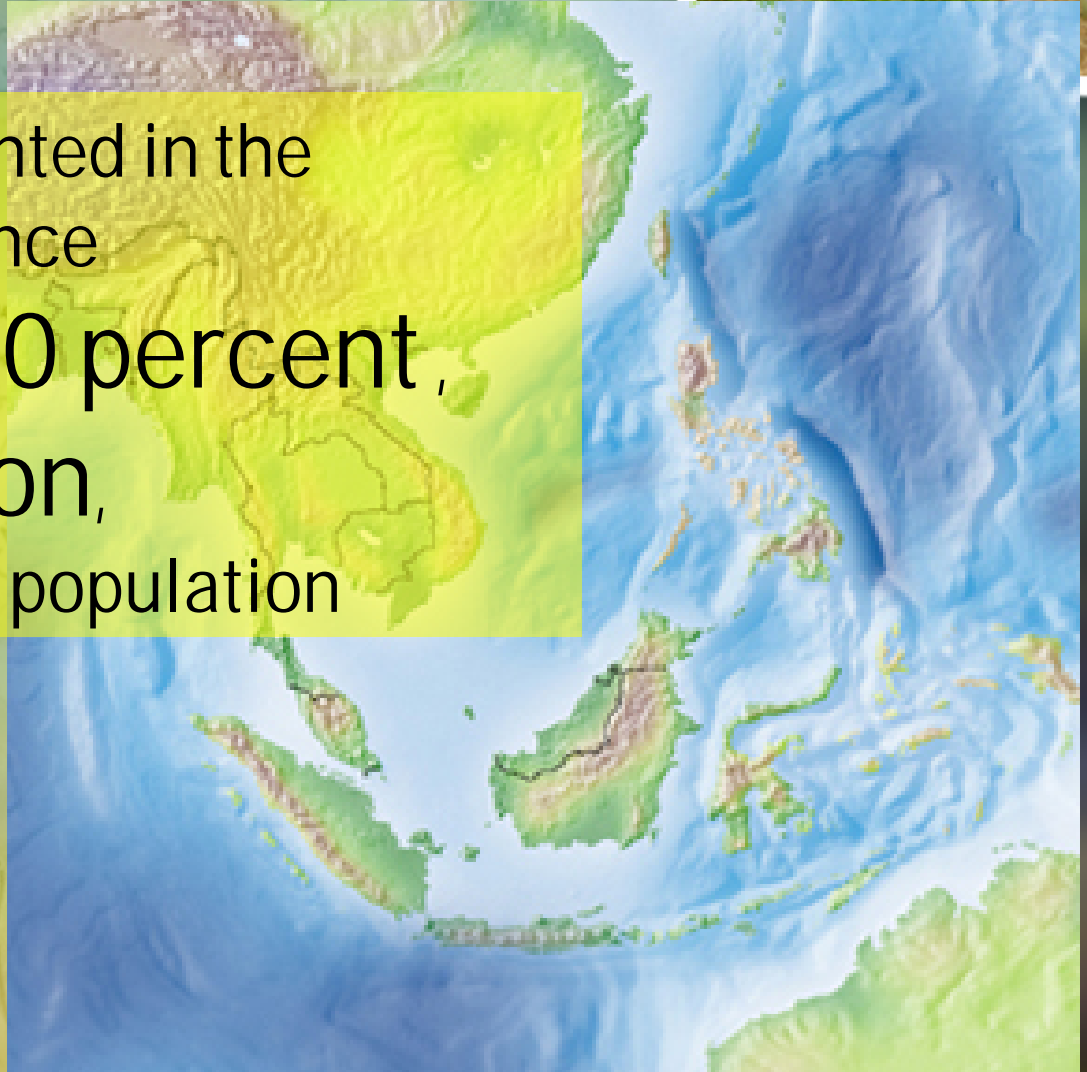 nted in the
nce
0 percent,
on,
population